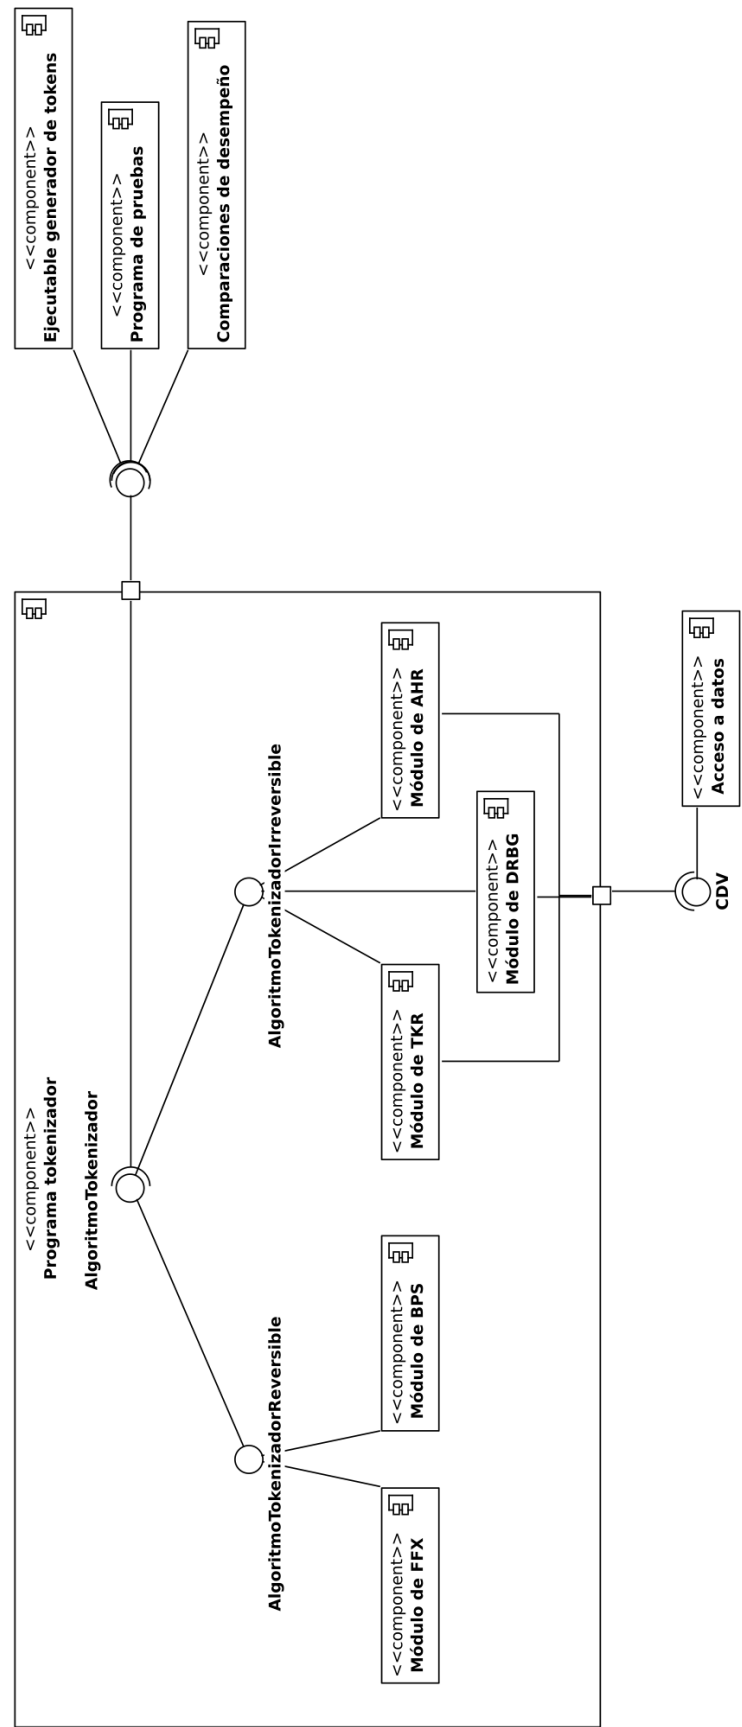 <<component>>
Programa tokenizador
AlgoritmoTokenizador
AlgoritmoTokenizadorReversible
<<component>>
Módulo de FFX
<<component>>
Módulo de BPS
AlgoritmoTokenizadorIrreversible
<<component>>
Módulo de TKR
<<component>>
Módulo de AHR
<<component>>
Módulo de DRBG
CDV
<<component>>
Acceso a datos
<<component>>
Ejecutable generador de tokens
<<component>>
Programa de pruebas
<<component>>
Comparaciones de desempeño